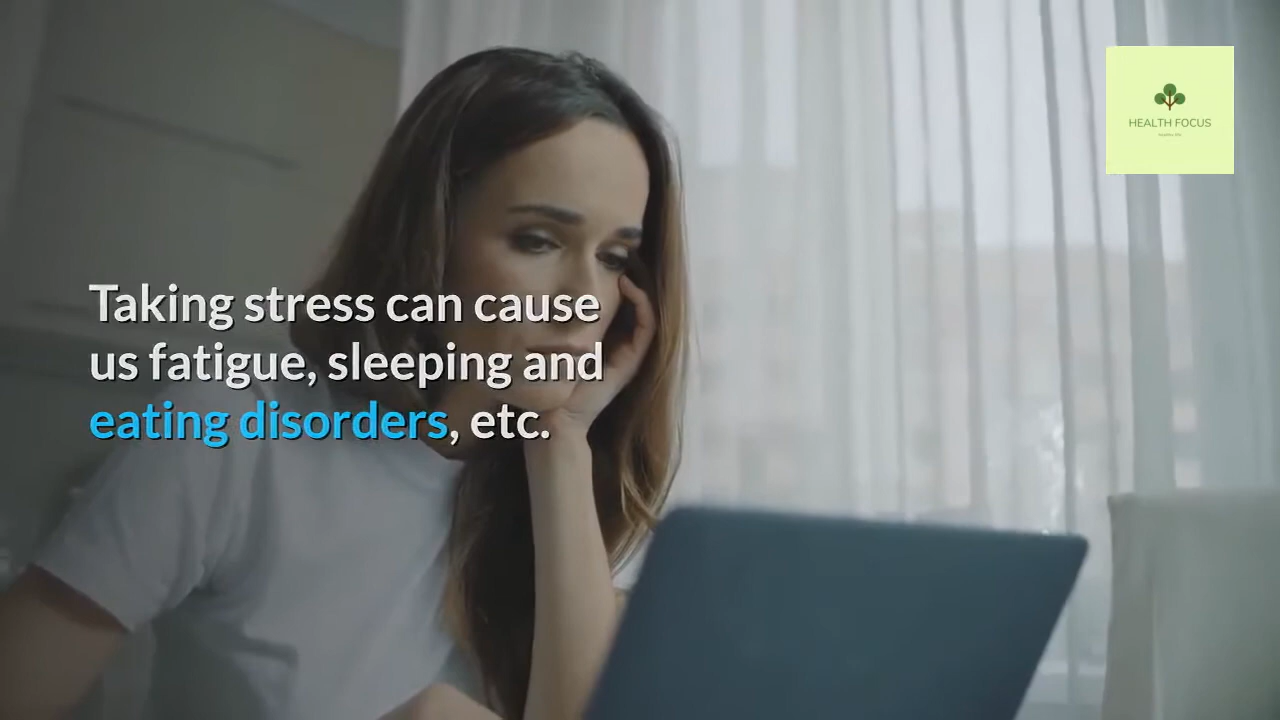 HEALTH FOCUS
Taking stress can cause
us fatigue, sleeping and
eating disorders, etc.